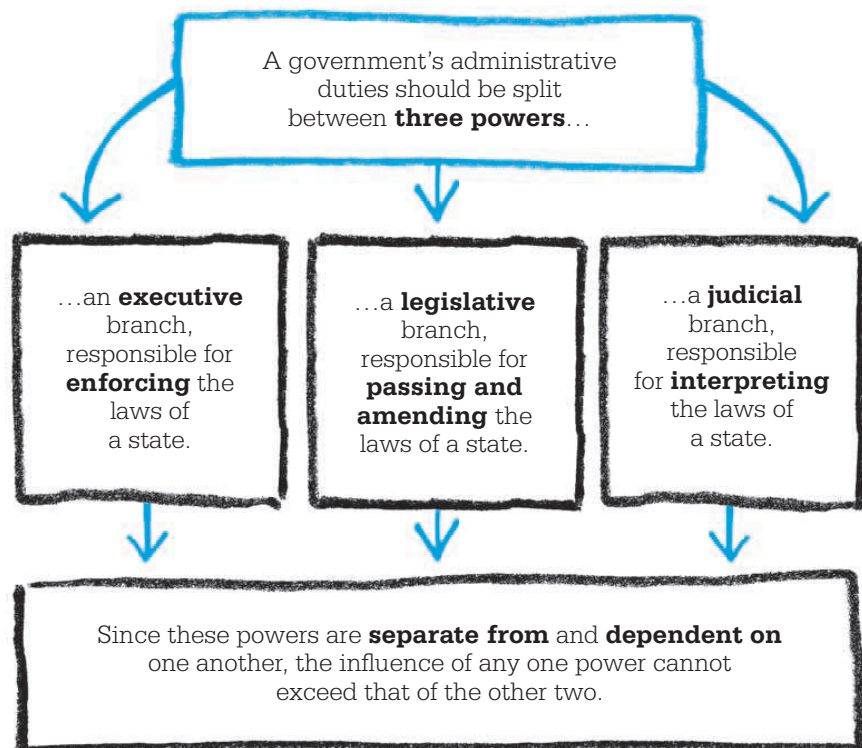 A government’s administrative
duties should be split
between three powers…
…an executive
branch,
responsible for
enforcing the
laws of
a state.
…a legislative
branch,
responsible for
passing and
amending the
laws of a state.
…a judicial
branch,
responsible
for interpreting
the laws of
a state.
Since these powers are separate from and dependent on
one another, the influence of any one power cannot
exceed that of the other two.